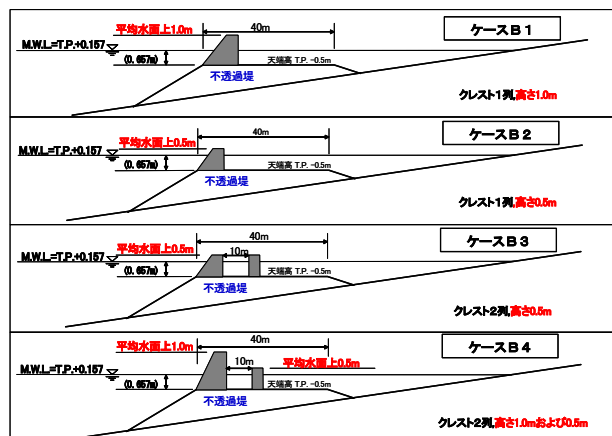 平均水面上1.0m
40m
ケースB1
M.W.L.=T.P.+0.157
(0.657m)
天端高 T.P. -0.5m
不透過堤
クレスト1列,高さ1.0m
ケースB2
平均水面上0.5m
40m
M.W.L.=T.P.+0.157
(0.657m)
天端高 T.P. -0.5m
不透過堤
クレスト1列,高さ0.5m
ケースB3
40m
平均水面上0.5m
10m
M.W.L.=T.P.+0.157
(0.657m)
天端高 T.P. -0.5m
不透過堤
クレスト2列,高さ0.5m
40m
ケースB4
平均水面上1.0m
10m
平均水面上0.5m
M.W.L.=T.P.+0.157
(0.657m)
天端高 T.P. -0.5m
不透過堤
クレスト2列,高さ1.0mおよび0.5m